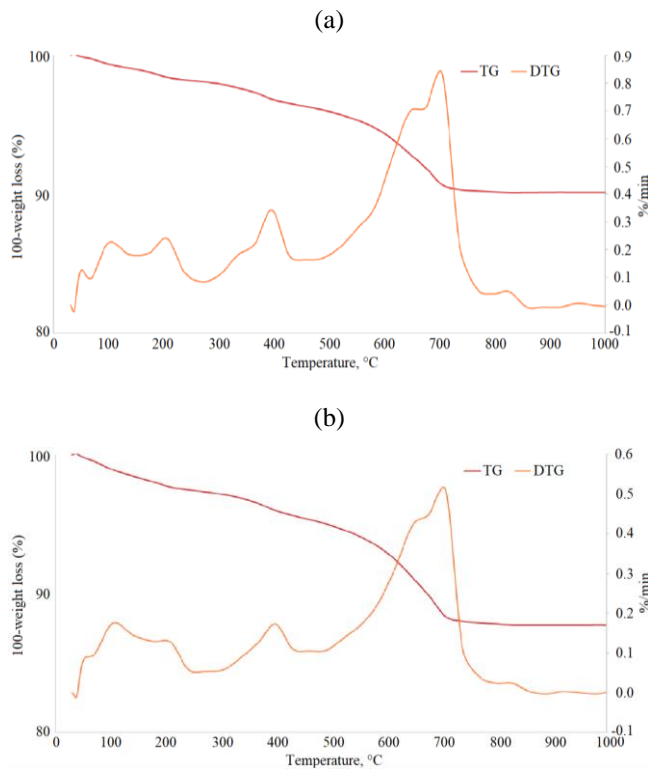 (a)
100
90
80
100-weight loss (%)
TG
DTG
0.9
0.8
0.7
0.6
0.5
0.4
0.3
0.2
0.1
0.0
-0.1
%/min
0 100 200 300 400 500 600 700 800 900 1000
Temperature, °C
(b)
100
90
80
100-weight loss (%)
TG
DTG
0.6
0.5
0.4
0.3
0.2
0.1
0.0
-0.1
%/min
0 100 200 300 400 500 600 700 800 900 1000
Temperature, °C